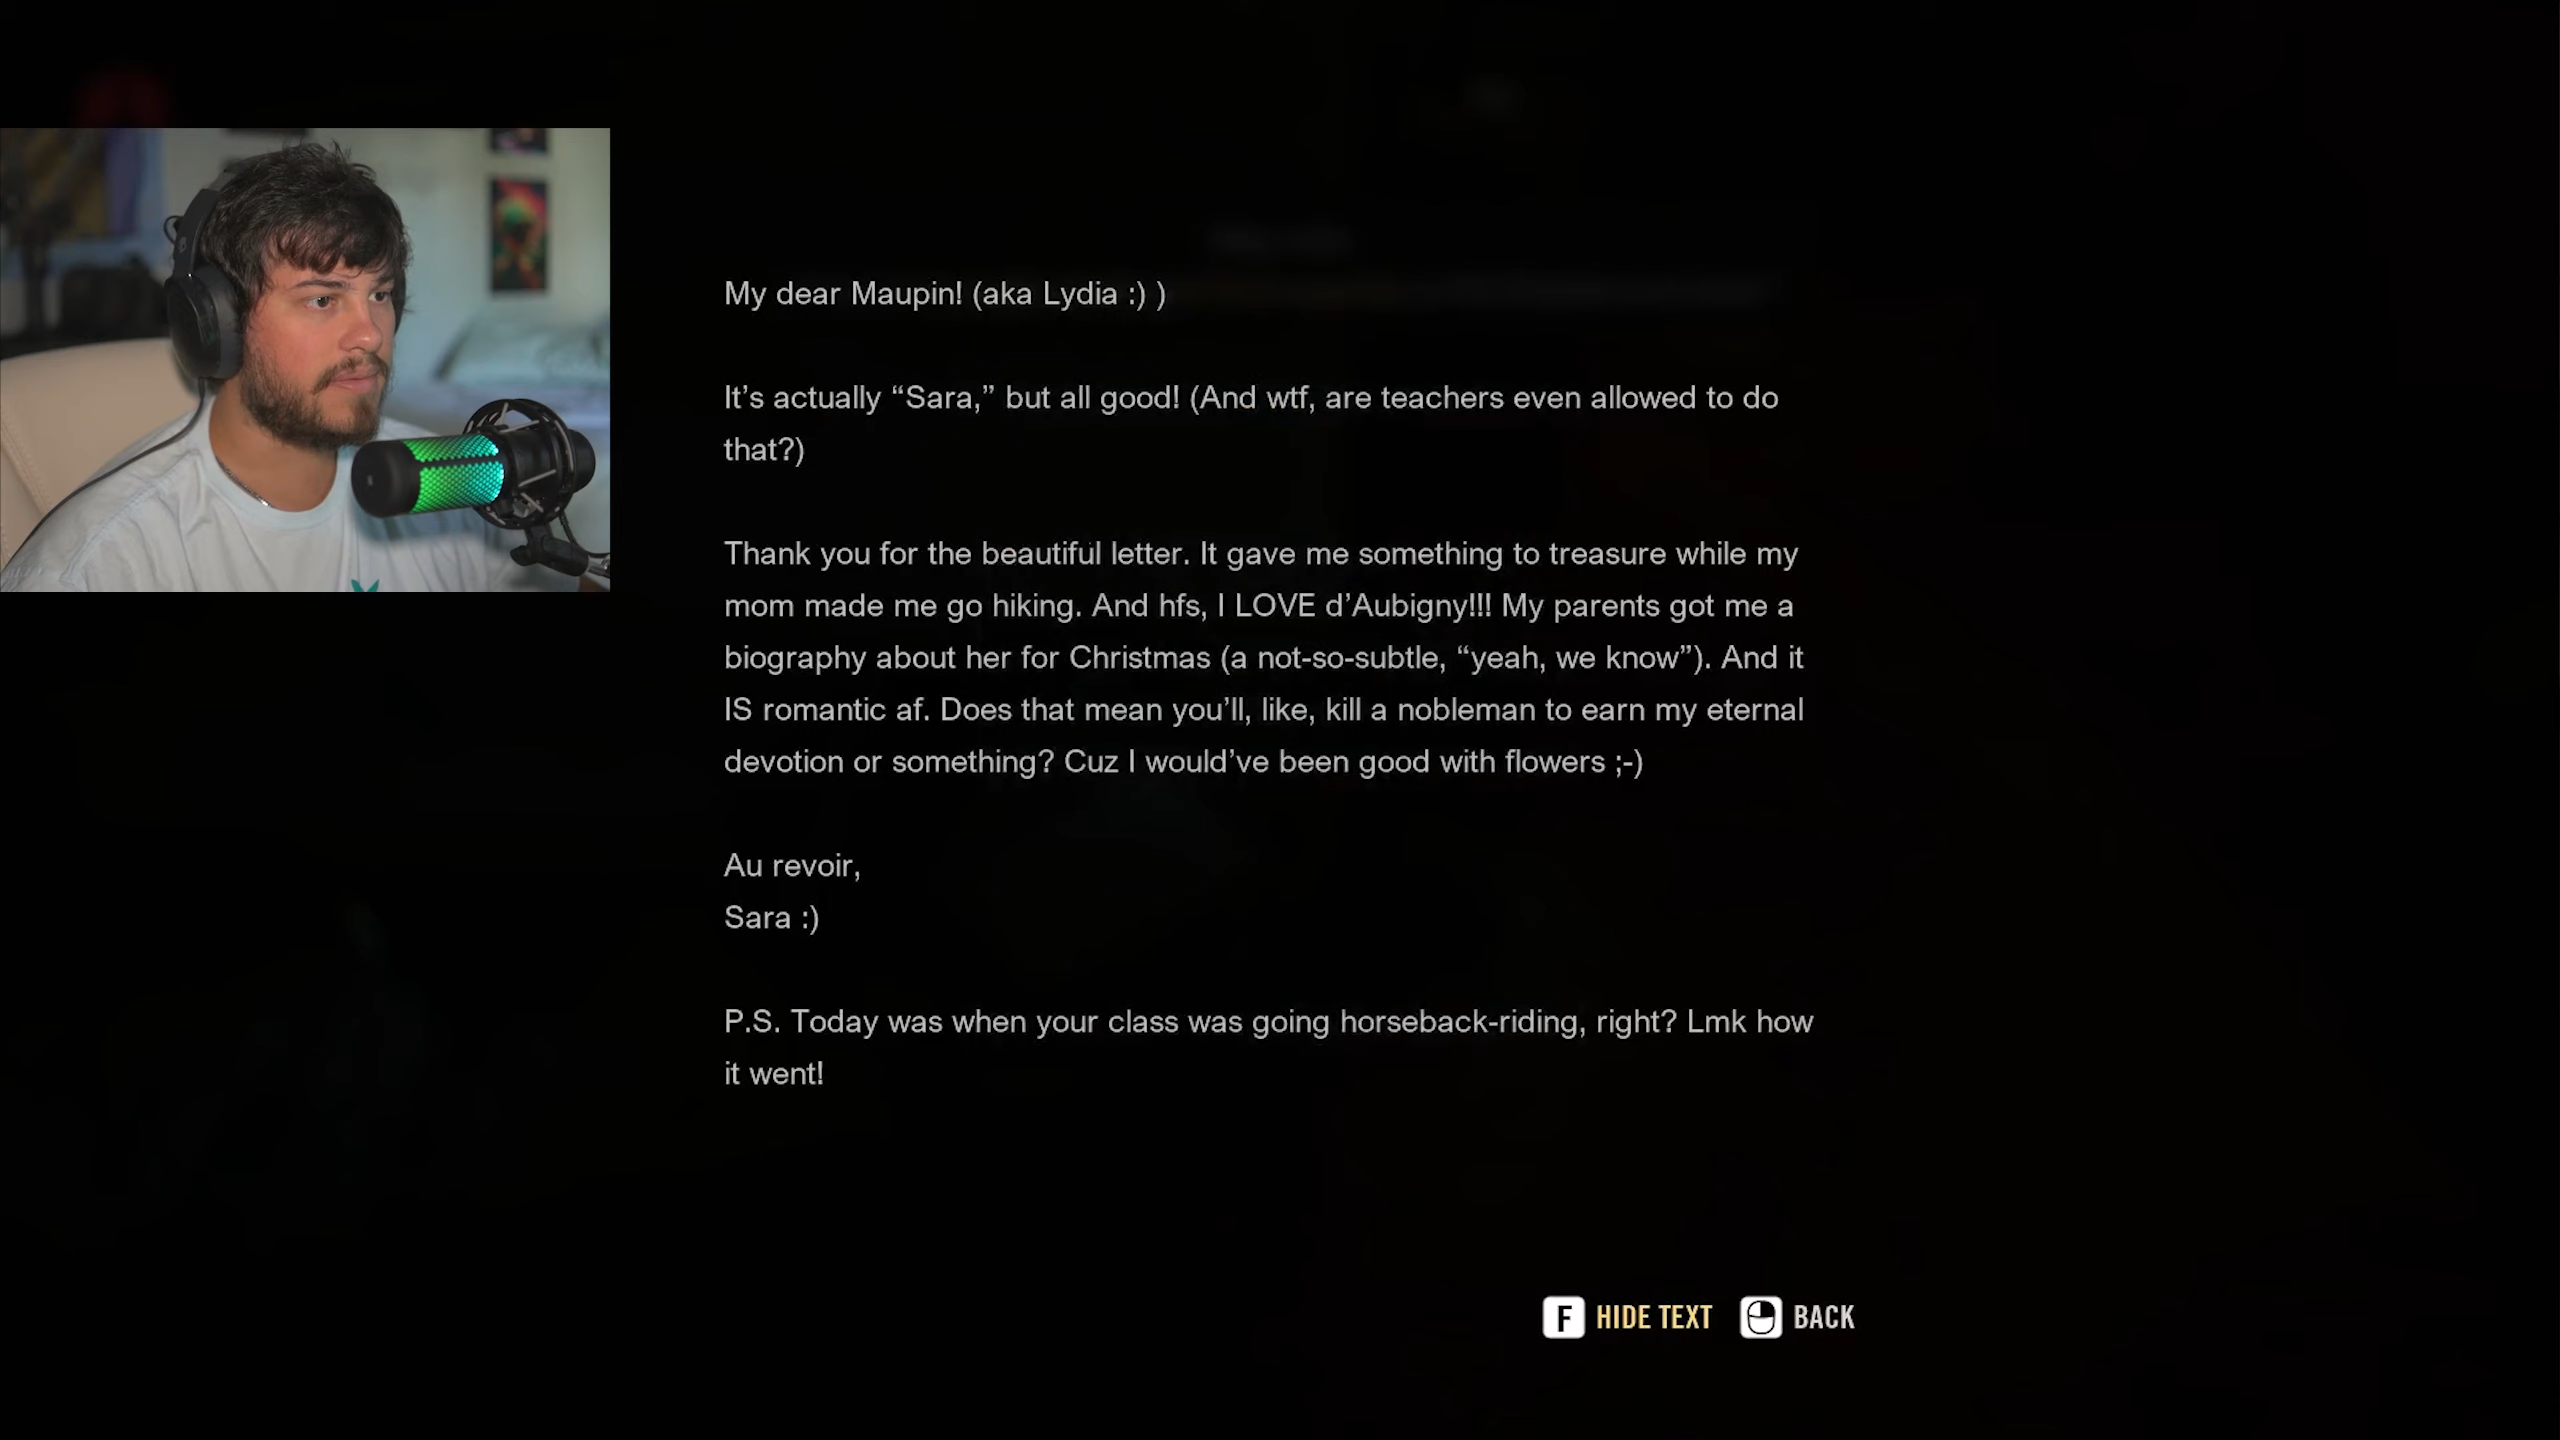 My dear Maupin! (aka Lydia :) )
It’s actually “Sara,” but all good! (And wtf, are teachers even allowed to do
that?)
Thank you for the beautiful letter. It gave me something to treasure while my
mom made me go hiking. And hfs, I LOVE d’Aubigny!!! My parents got me a
biography about her for Christmas (a not-so-subtle, “yeah, we know”). And it
IS romantic af. Does that mean you’ll, like, kill a nobleman to earn my eternal
devotion or something? Cuz I would’ve been good with flowers ;-)
Au revoir,
Sara :)
P.S. Today was when your class was going horseback-riding, right? Lmk how
it went!
F HIDE TEXT BACK